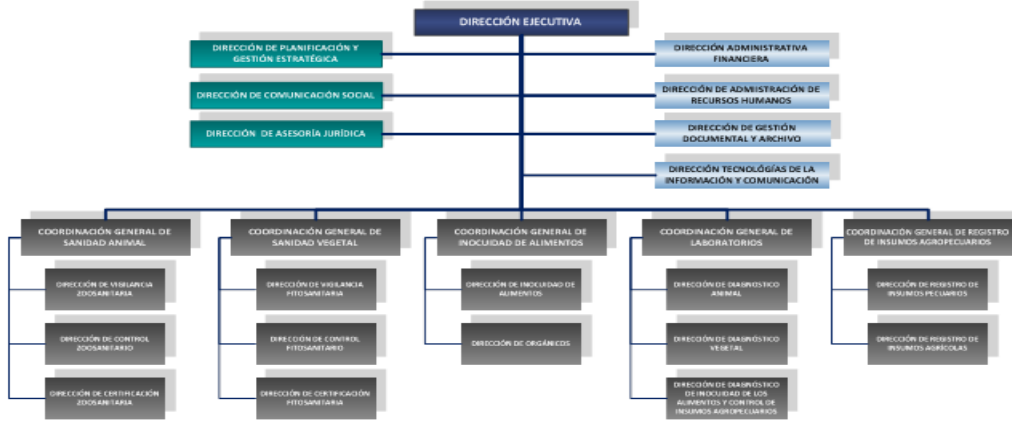 DIRECCIÓN EJECUTIVA
DIRECCIÓN DE PLANIFICACIÓN Y
GESTIÓN ESTRATÉGICA
DIRECCIÓN ADMINISTRATIVA
FINANCIERA
DIRECCIÓN DE COMUNICACIÓN SOCIAL
DIRECCIÓN DE ADMISTRACIÓN DE
RECURSOS HUMANOS
DIRECCIÓN DE ASESORÍA JURÍDICA
DIRECCIÓN DE GESTIÓN
DOCUMENTAL Y ARCHIVO
DIRECCIÓN TECNOLÓGÍAS DE LA
INFORMACIÓN Y COMUNICACIÓN
COORDINACIÓN GENERAL DE
SANIDAD ANIMAL
COORDINACIÓN GENERAL DE
SANIDAD VEGETAL
COORDINACIÓN GENERAL DE
INOCUIDAD DE ALIMENTOS
COORDINACIÓN GENERAL DE
LABORATORIOS
COORDINACIÓN GENERAL DE REGISTRO
DE INSUMOS AGROPECUARIOS
DIRECCIÓN DE VIGILANCIA
ZOOSANITARIA
DIRECCIÓN DE VIGILANCIA
FITOSANITARIA
DIRECCIÓN DE INOCUIDAD DE
ALIMENTOS
DIRECCIÓN DE DIAGNOSTICO
ANIMAL
DIRECCIÓN DE REGISTRO DE
INSUMOS PECUARIOS
DIRECCIÓN DE CONTROL
ZOOSANITARIO
DIRECCIÓN DE CONTROL
FITOSANITARIO
DIRECCIÓN DE ORGÁNICOS
DIRECCIÓN DE DIAGNÓSTICO
VEGETAL
DIRECCIÓN DE REGISTRO DE
INSUMOS AGRÍCOLAS
DIRECCIÓN DE CERTIFICACIÓN
ZOOSANITARIA
DIRECCIÓN DE CERTIFICACIÓN
FITOSANITARIA
DIRECCIÓN DE DIAGNÓSTICO
DE INOCUIDAD DE LOS
ALIMENTOS Y CONTROL DE
INSUMOS AGROPECUARIOS